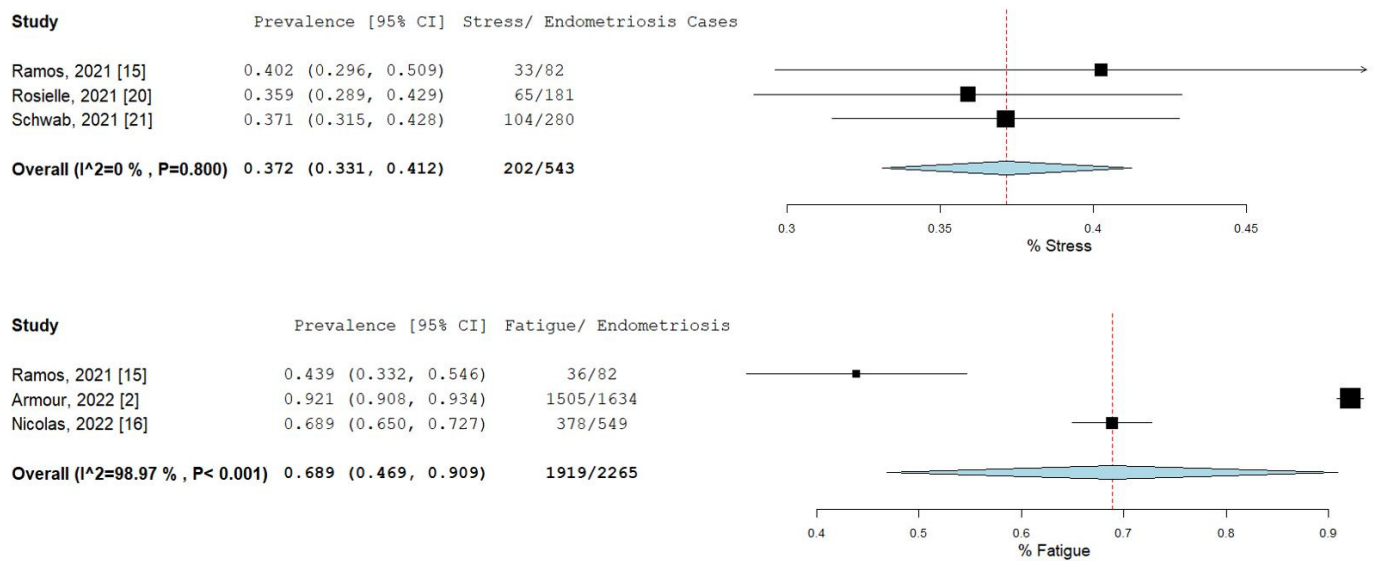 Study Prevalence [95% CI] Stress/ Endometriosis Cases
Ramos, 2021 [15] 0.402 (0.296, 0.509) 33/82
Rosielle, 2021 [20] 0.359 (0.289, 0.429) 65/181
Schwab, 2021 [21] 0.371 (0.315, 0.428) 104/280
Overall (I^2=0 % , P=0.800) 0.372 (0.331, 0.412) 202/543
0.3 0.35 0.4 0.45
% Stress
Study Prevalence [95% CI] Fatigue/ Endometriosis
Ramos, 2021 [15] 0.439 (0.332, 0.546) 36/82
Armour, 2022 [2] 0.921 (0.908, 0.934) 1505/1634
Nicolas, 2022 [16] 0.689 (0.650, 0.727) 378/549
Overall (I^2=98.97 % , P< 0.001) 0.689 (0.469, 0.909) 1919/2265
0.4 0.5 0.6 0.7 0.8 0.9
% Fatigue